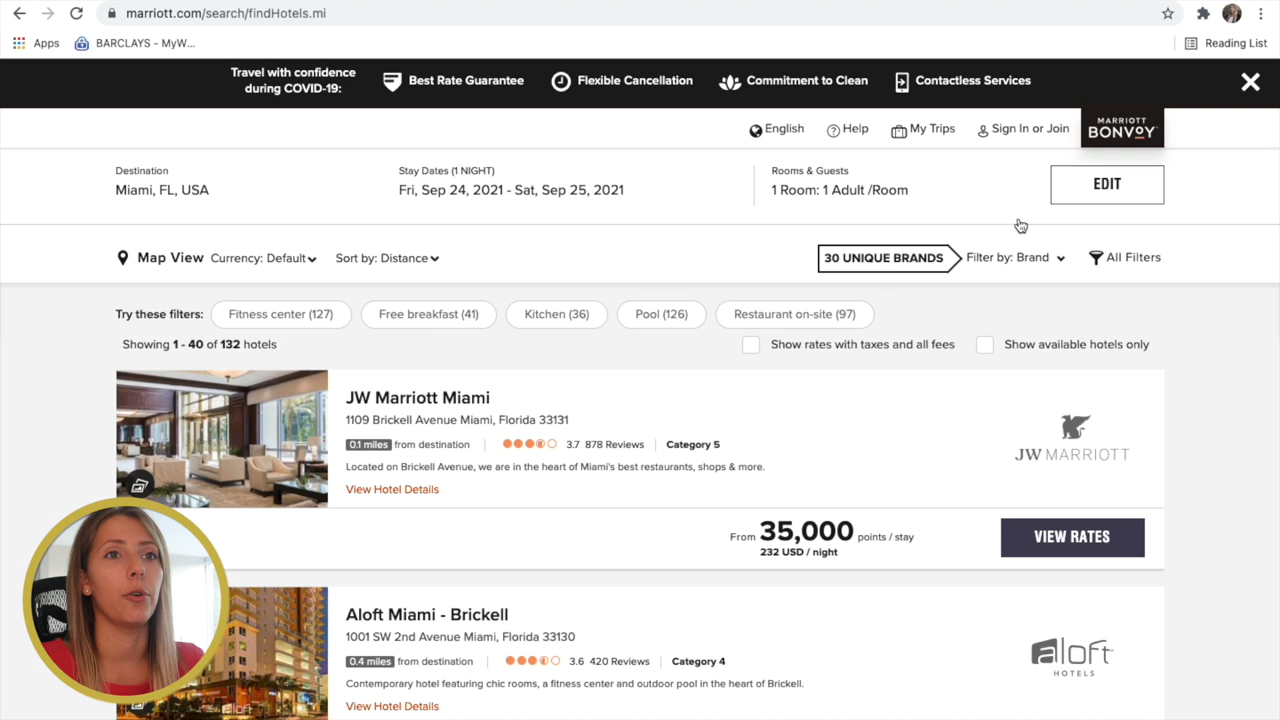 marriott.com/search/findHotels.mi
Apps
BARCLAYS - MyW...
Reading List
Travel with confidence
during COVID-19:
Best Rate Guarantee
Flexible Cancellation
Commitment to Clean
Contactless Services
English
Help
My Trips
Sign In or Join
MARRIOTT
BONVOY
Destination
Miami, FL, USA
Stay Dates (1 NIGHT)
Fri, Sep 24, 2021 - Sat, Sep 25, 2021
Rooms & Guests
1 Room: 1 Adult /Room
EDIT
Map View
Currency: Default
Sort by: Distance
30 UNIQUE BRANDS
Filter by: Brand
All Filters
Try these filters:
Fitness center (127)
Free breakfast (41)
Kitchen (36)
Pool (126)
Restaurant on-site (97)
Showing 1 - 40 of 132 hotels
Show rates with taxes and all fees
Show available hotels only
JW Marriott Miami
1109 Brickell Avenue Miami, Florida 33131
0.1 miles from destination
3.7 878 Reviews
Category 5
Located on Brickell Avenue, we are in the heart of Miami's best restaurants, shops & more.
View Hotel Details
JW MARRIOTT
From 35,000 points / stay
232 USD / night
VIEW RATES
Aloft Miami - Brickell
1001 SW 2nd Avenue Miami, Florida 33130
0.4 miles from destination
3.6 420 Reviews
Category 4
Contemporary hotel featuring chic rooms, a fitness center and outdoor pool in the heart of Brickell.
View Hotel Details
aloft
HOTELS